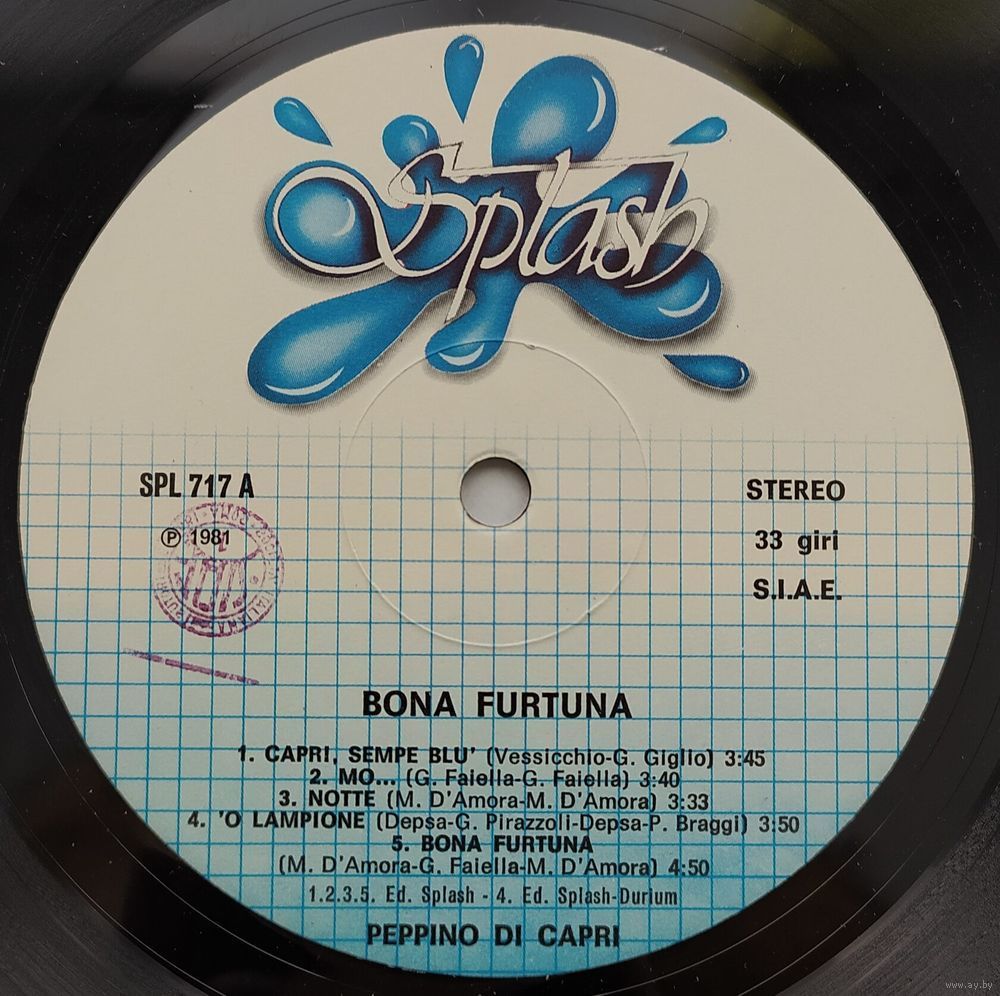 Splash
SPL 717 A
STEREO
℗ 1981
33 giri
S.I.A.E.
BONA FURTUNA
1. CAPRI, SEMPE BLU' (Vessicchio-G. Giglio) 3:45
2. MO... (G. Faiella-G. Faiella) 3:40
3. NOTTE (M. D'Amora-M. D'Amora) 3:33
4. 'O LAMPIONE (Depsa-G. Pirazzoli-Depsa-P. Braggi) 3:50
5. BONA FURTUNA
(M. D'Amora-G. Faiella-M. D'Amora) 4:50
1.2.3.5. Ed. Splash - 4. Ed. Splash-Durium
PEPPINO DI CAPRI
www.ay.by